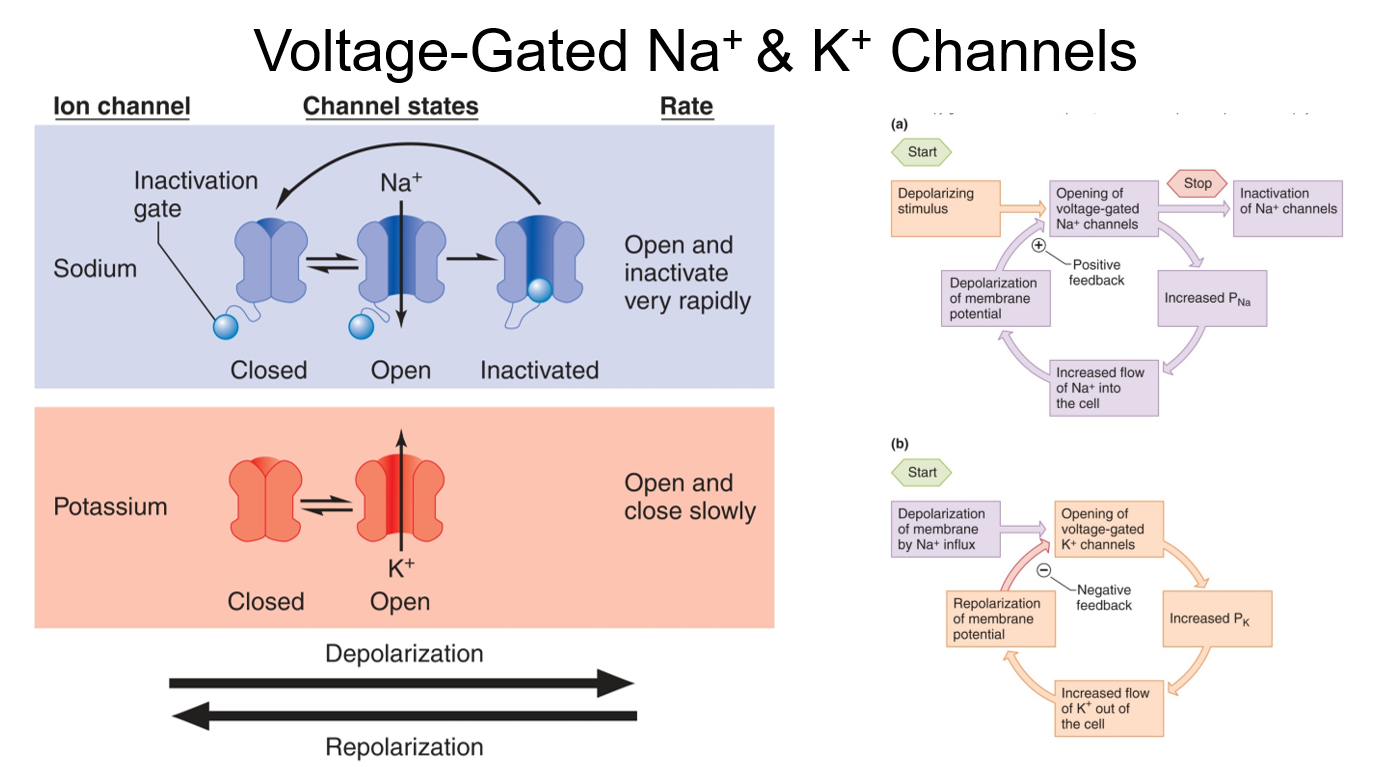 Voltage-Gated Na⁺ & K⁺ Channels
Ion channel
Channel states
Rate
Inactivation
gate
Na⁺
Sodium
Open and
inactivate
very rapidly
Closed
Open
Inactivated
Potassium
Open and
close slowly
K⁺
Closed
Open
Depolarization
Repolarization
(a)
Start
Depolarizing
stimulus
Opening of
voltage-gated
Na⁺ channels
Stop
Inactivation
of Na⁺ channels
+
Positive
feedback
Depolarization
of membrane
potential
Increased P_Na
Increased flow
of Na⁺ into
the cell
(b)
Start
Depolarization
of membrane
by Na⁺ influx
Opening of
voltage-gated
K⁺ channels
−
Negative
feedback
Repolarization
of membrane
potential
Increased P_K
Increased flow
of K⁺ out of
the cell